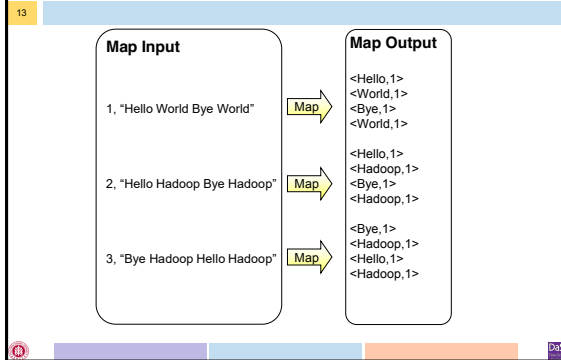 13
Map Input
1, “Hello World Bye World”
2, “Hello Hadoop Bye Hadoop”
3, “Bye Hadoop Hello Hadoop”
Map
Map
Map
Map Output
<Hello,1>
<World,1>
<Bye,1>
<World,1>
<Hello,1>
<Hadoop,1>
<Bye,1>
<Hadoop,1>
<Bye,1>
<Hadoop,1>
<Hello,1>
<Hadoop,1>